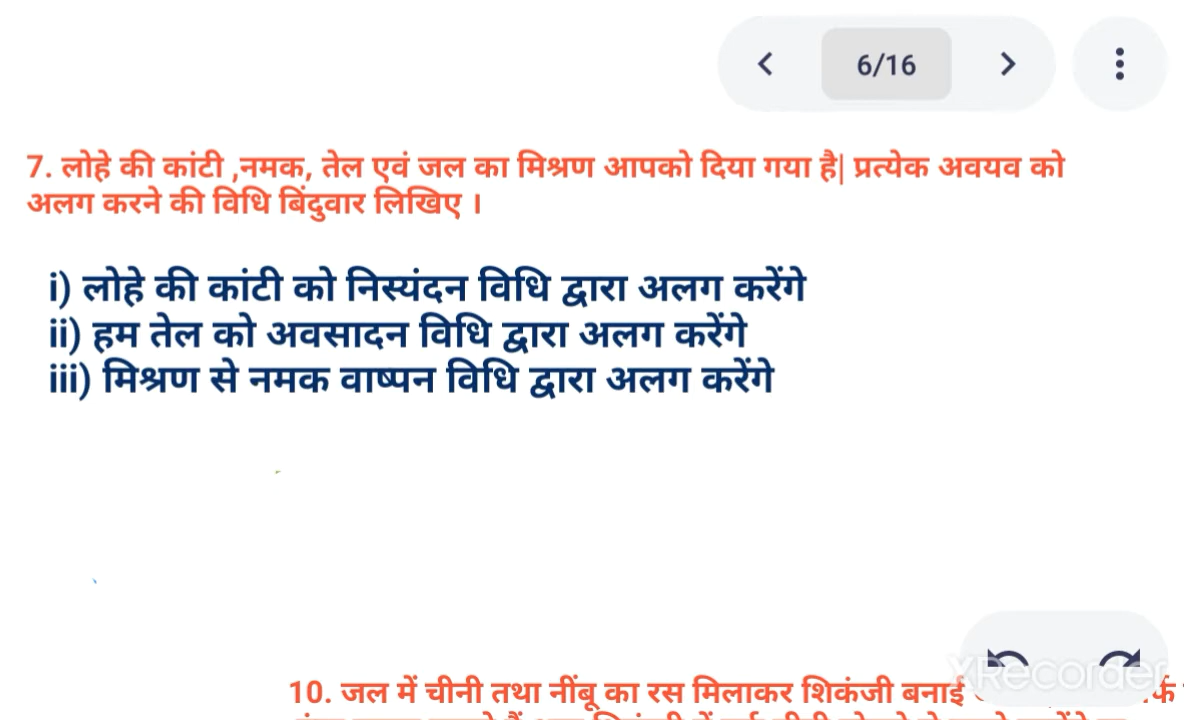 6/16
7. लोहे की कांटी ,नमक, तेल एवं जल का मिश्रण आपको दिया गया है| प्रत्येक अवयव को
अलग करने की विधि बिंदुवार लिखिए ।
i) लोहे की कांटी को निस्यंदन विधि द्वारा अलग करेंगे
ii) हम तेल को अवसादन विधि द्वारा अलग करेंगे
iii) मिश्रण से नमक वाष्पन विधि द्वारा अलग करेंगे
XRecorder
10. जल में चीनी तथा नींबू का रस मिलाकर शिकंजी बनाई